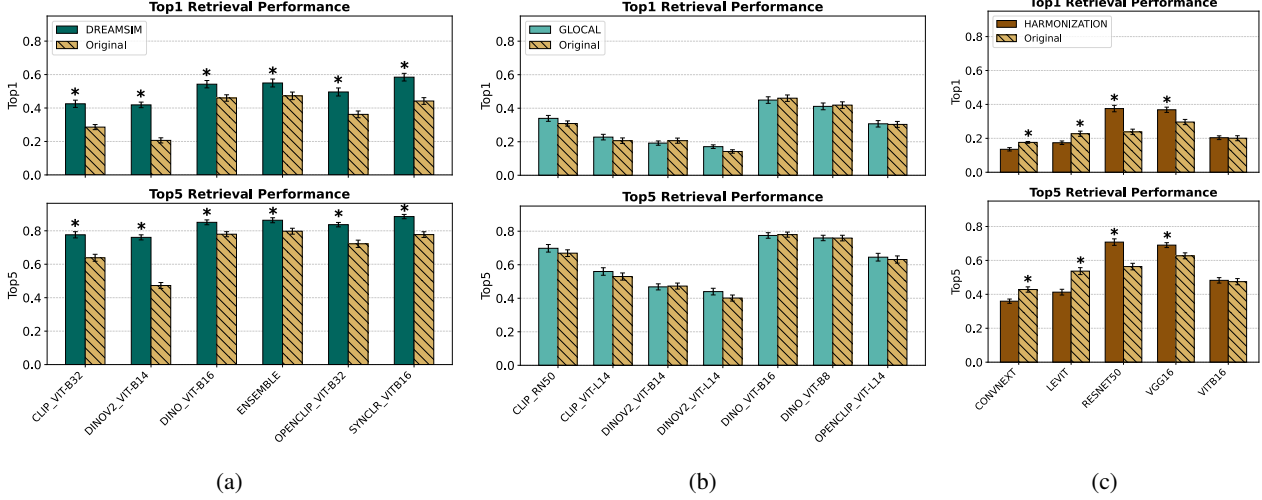 Top1 Retrieval Performance
DREAMSIM
Original
Top1
0.8
0.6
0.4
0.2
0.0
* * * * * *
Top5 Retrieval Performance
Top5
0.8
0.6
0.4
0.2
0.0
* * * * * *
CLIP_VIT-B32
DINOV2_VIT-B14
DINO_VIT-B16
ENSEMBLE
OPENCLIP_VIT-B32
SYNCLR_VITB16
(a)
Top1 Retrieval Performance
GLOCAL
Original
Top1
0.8
0.6
0.4
0.2
0.0
Top5 Retrieval Performance
Top5
0.8
0.6
0.4
0.2
0.0
CLIP_RN50
CLIP_VIT-L14
DINOV2_VIT-B14
DINOV2_VIT-L14
DINO_VIT-B16
DINO_VIT-B8
OPENCLIP_VIT-L14
(b)
Top1 Retrieval Performance
HARMONIZATION
Original
Top1
0.8
0.6
0.4
0.2
0.0
* * * *
Top5 Retrieval Performance
Top5
0.8
0.6
0.4
0.2
0.0
* * * *
CONVNEXT
LEVIT
RESNET50
VGG16
VITB16
(c)